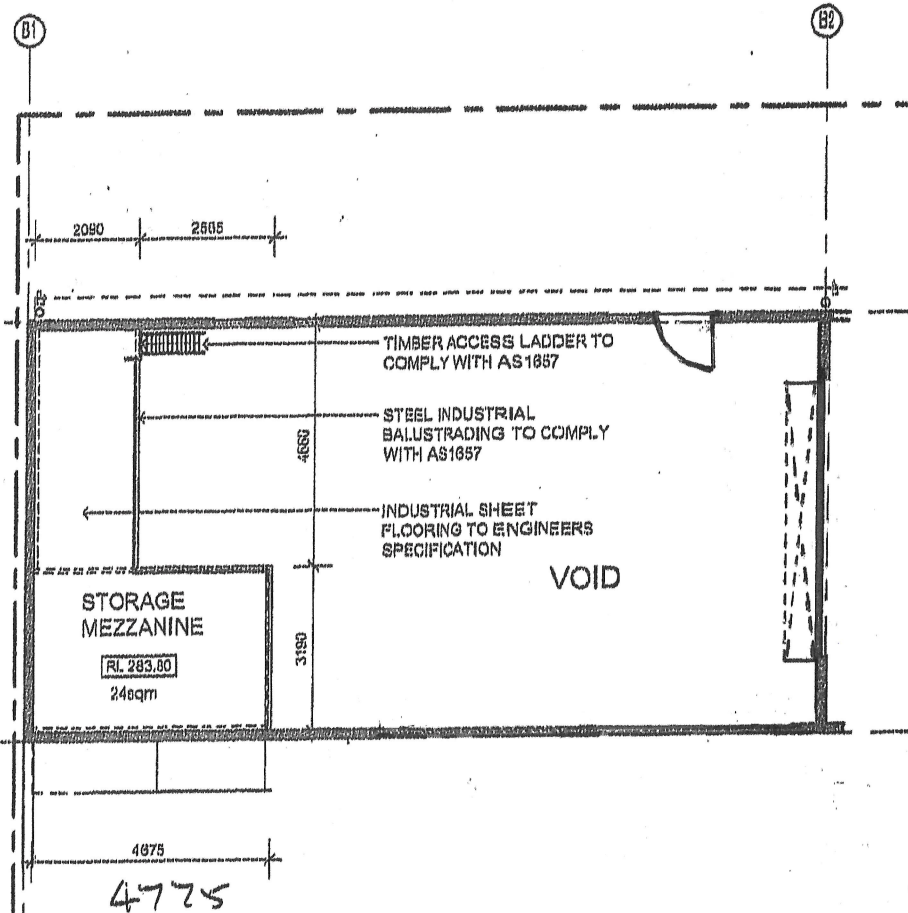 B1
B2
2090
2565
TIMBER ACCESS LADDER TO
COMPLY WITH AS1657
STEEL INDUSTRIAL
BALUSTRADING TO COMPLY
WITH AS1657
4660
INDUSTRIAL SHEET
FLOORING TO ENGINEERS
SPECIFICATION
VOID
STORAGE
MEZZANINE
RL 283.80
24sqm
3190
4675
4775